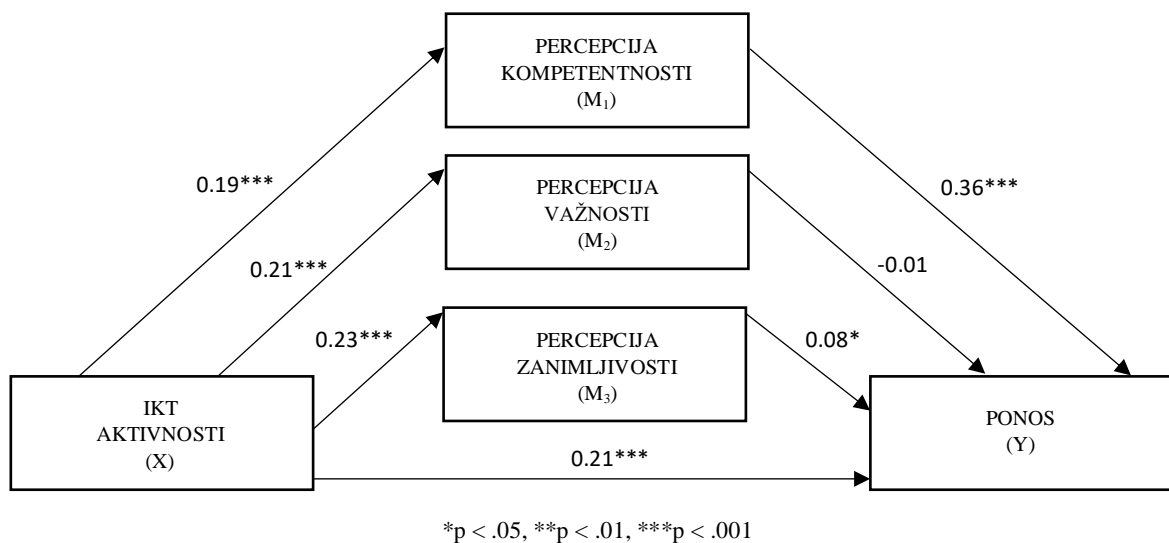 PERCEPCIJA
KOMPETENTNOSTI
(M₁)
0.19***
0.36***
PERCEPCIJA
VAŽNOSTI
(M₂)
0.21***
-0.01
PERCEPCIJA
ZANIMLJIVOSTI
(M₃)
0.23***
0.08*
IKT
AKTIVNOSTI
(X)
PONOS
(Y)
0.21***
*p < .05, **p < .01, ***p < .001